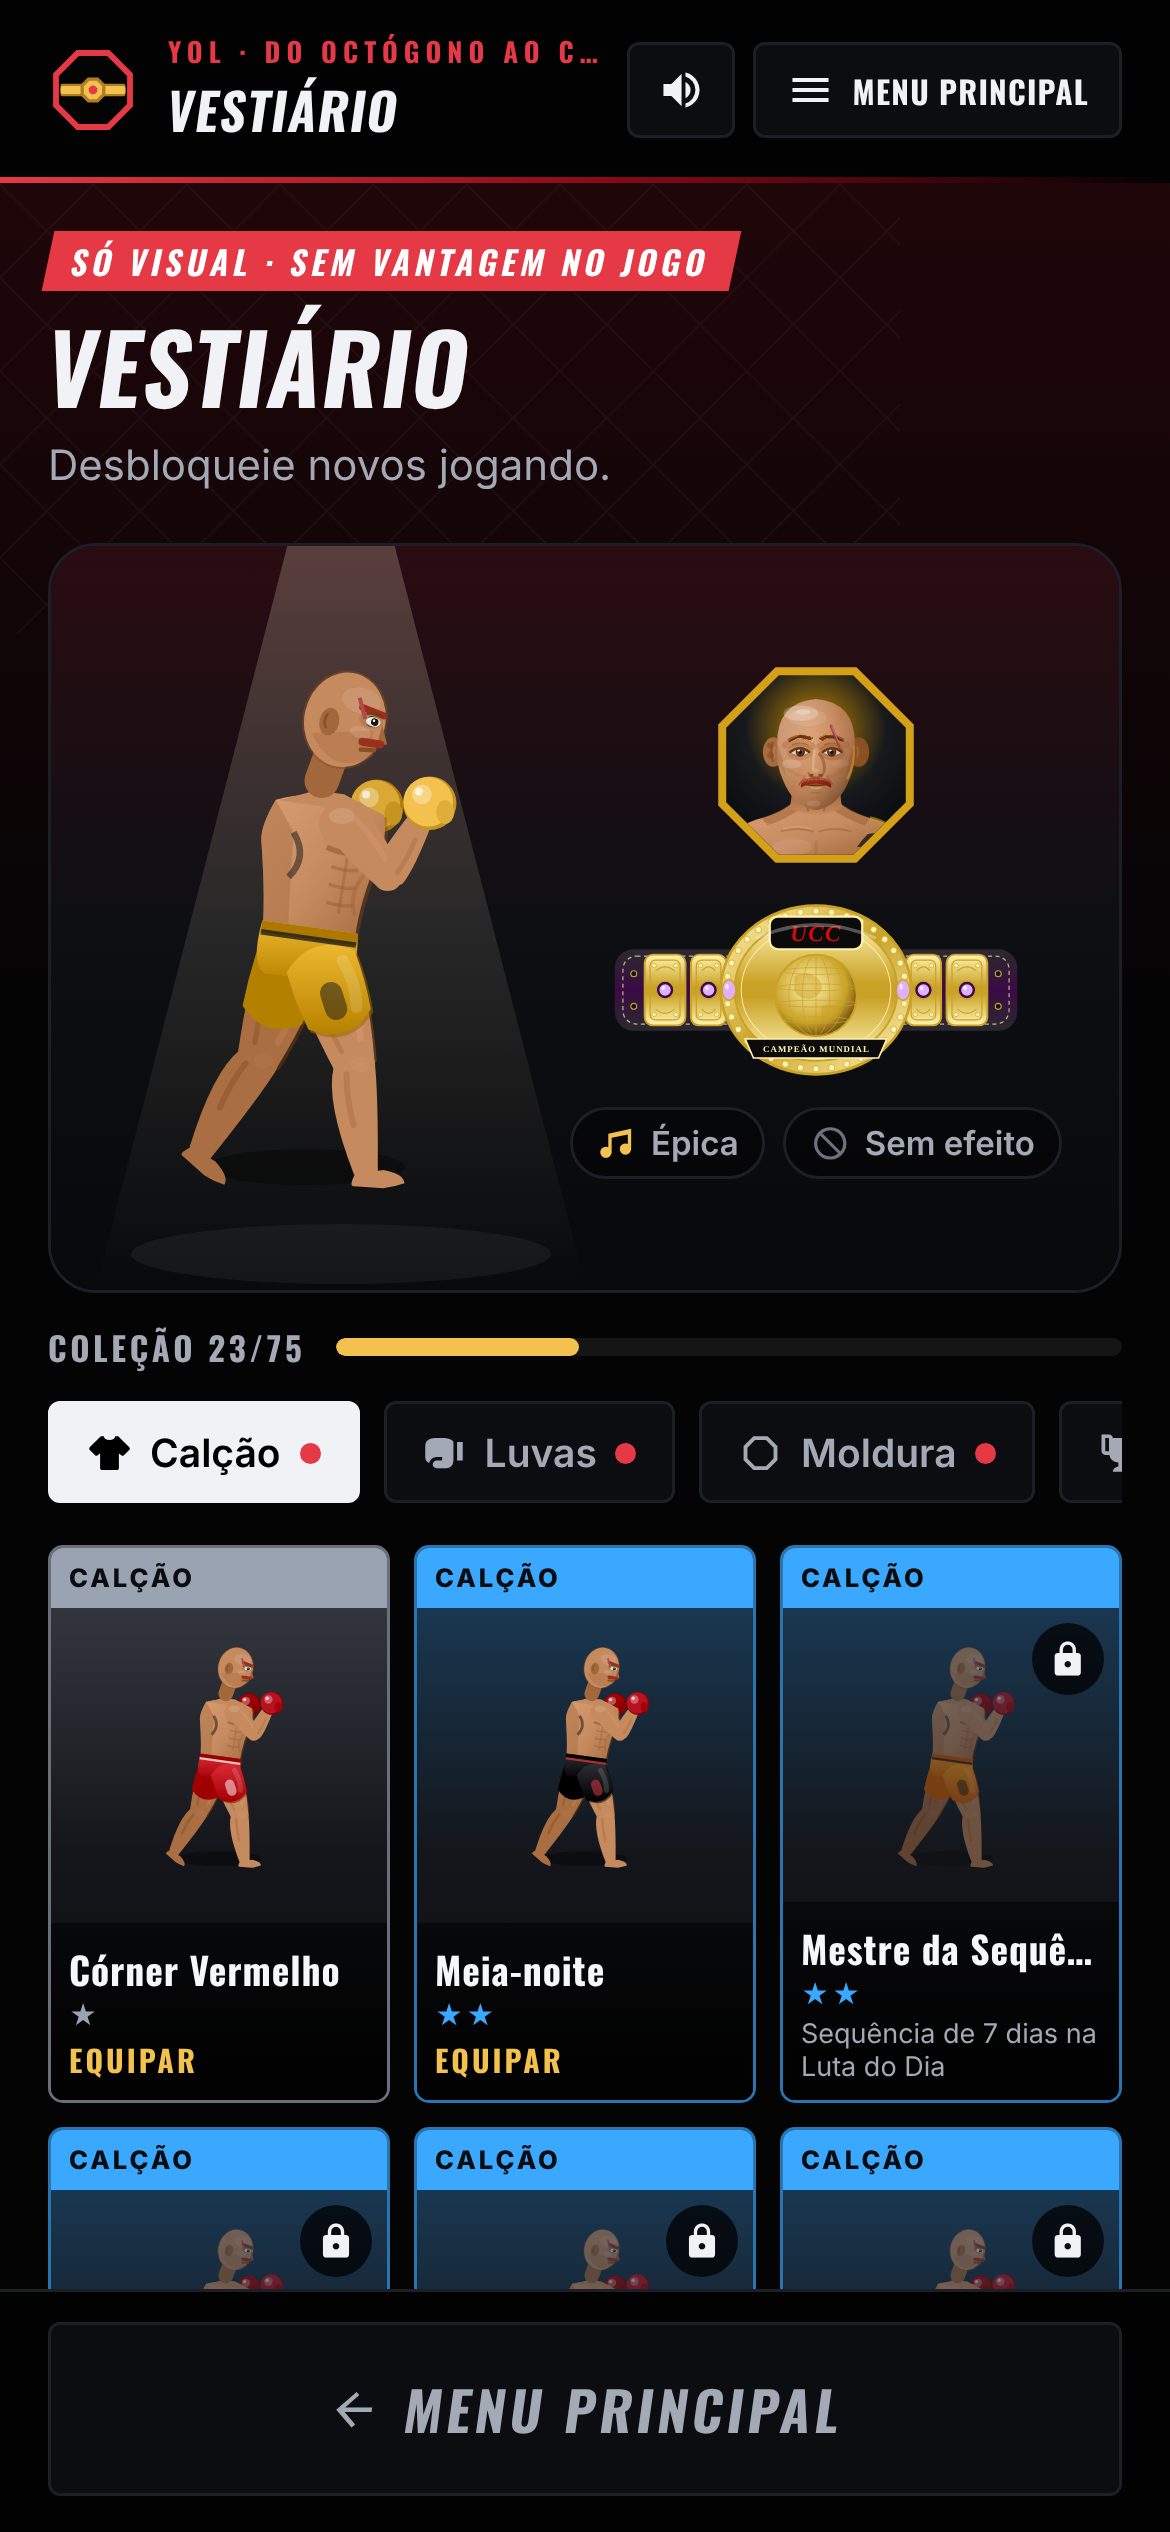 YOL · DO OCTÓGONO AO C...
VESTIÁRIO
MENU PRINCIPAL
SÓ VISUAL · SEM VANTAGEM NO JOGO
VESTIÁRIO
Desbloqueie novos jogando.
UCC
CAMPEÃO MUNDIAL
Épica
Sem efeito
COLEÇÃO 23/75
Calção
Luvas
Moldura
CALÇÃO
CALÇÃO
CALÇÃO
Córner Vermelho
★
EQUIPAR
Meia-noite
★★
EQUIPAR
Mestre da Sequê...
★★
Sequência de 7 dias na
Luta do Dia
CALÇÃO
CALÇÃO
CALÇÃO
← MENU PRINCIPAL